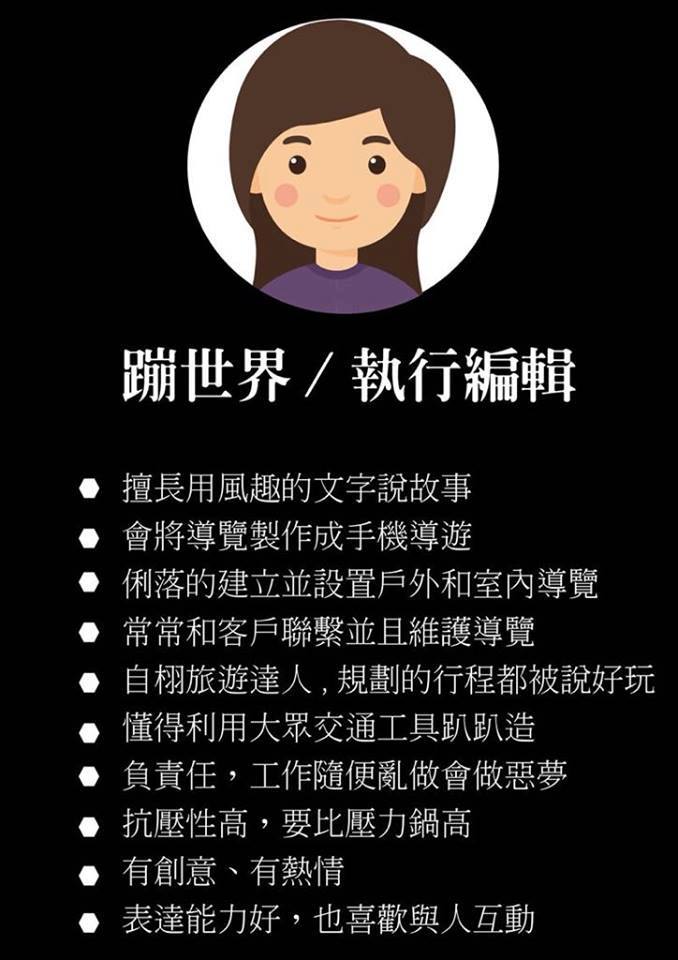 蹦世界 / 執行編輯
擅長用風趣的文字說故事
會將導覽製作成手機導遊
俐落的建立並設置戶外和室內導覽
常常和客戶聯繫並且維護導覽
自栩旅遊達人 , 規劃的行程都被說好玩
懂得利用大眾交通工具趴趴造
負責任，工作隨便亂做會做惡夢
抗壓性高，要比壓力鍋高
有創意、有熱情
表達能力好，也喜歡與人互動